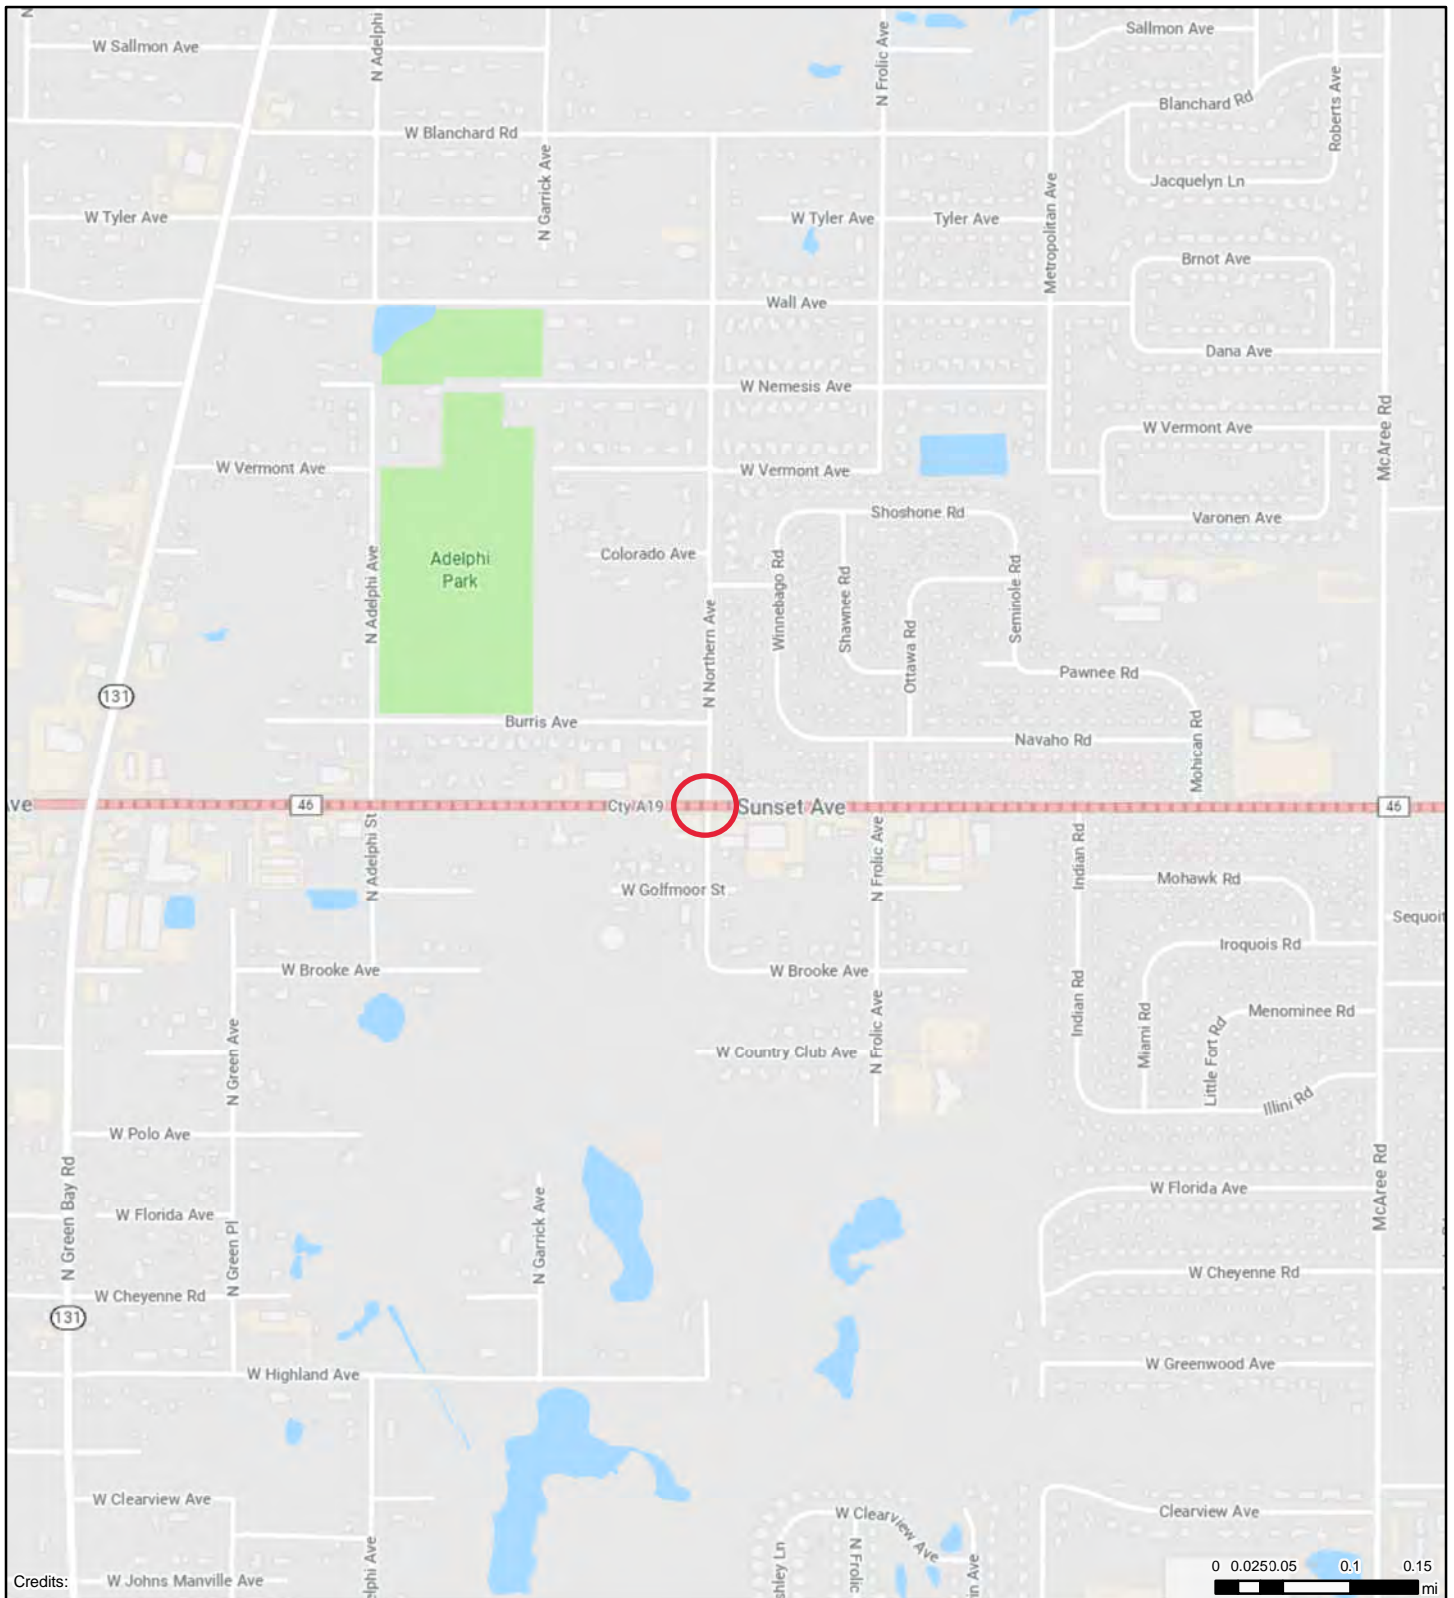 N
W Sallmon Ave
N Adelphi
N Frolic Ave
Sallmon Ave
Blanchard Rd
Roberts Ave
W Blanchard Rd
N Garrick Ave
Jacquelyn Ln
W Tyler Ave
W Tyler Ave
Tyler Ave
Metropolitan Ave
Brnot Ave
Wall Ave
Dana Ave
W Nemesis Ave
McAree Rd
W Vermont Ave
W Vermont Ave
W Vermont Ave
Shoshone Rd
Varonen Ave
Adelphi
Park
N Adelphi Ave
Colorado Ave
N Northern Ave
Winnebago Rd
Shawnee Rd
Ottawa Rd
Seminole Rd
Pawnee Rd
131
Burris Ave
Navaho Rd
Mohican Rd
ve
46
Cty A19
Sunset Ave
46
N Adelphi St
N Frolic Ave
Indian Rd
W Golfmoor St
Mohawk Rd
Sequoit
Iroquois Rd
W Brooke Ave
W Brooke Ave
N Green Ave
N Frolic Ave
Indian Rd
Miami Rd
Little Fort Rd
Menominee Rd
W Country Club Ave
Illini Rd
W Polo Ave
N Green Bay Rd
McAree Rd
W Florida Ave
N Green Pl
N Garrick Ave
W Florida Ave
W Cheyenne Rd
W Cheyenne Rd
131
W Highland Ave
W Greenwood Ave
W Clearview Ave
W Clearview Ave
Clearview Ave
elphi Ave
shley Ln
N Frolic
in Ave
W Johns Manville Ave
Credits:
0 0.0250.05 0.1 0.15
mi